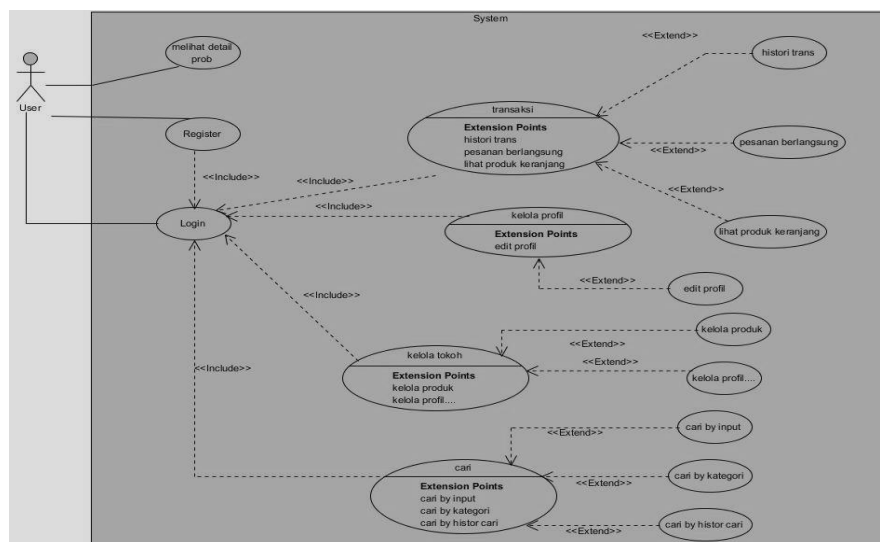 System
melihat detail
prob
<<Extend>>
histori trans
User
transaksi
Extension Points
histori trans
pesanan berlangsung
lihat produk keranjang
Register
<<Extend>>
pesanan berlangsung
<<Include>>
<<Include>>
<<Extend>>
<<Include>>
kelola profil
Login
Extension Points
edit profil
lihat produk keranjang
<<Extend>>
edit profil
<<Include>>
kelola produk
<<Extend>>
kelola tokoh
<<Include>>
Extension Points
kelola produk
kelola profil....
<<Extend>>
kelola profil....
cari by input
<<Extend>>
cari
Extension Points
cari by input
cari by kategori
cari by histor cari
cari by kategori
<<Extend>>
cari by histor cari
<<Extend>>